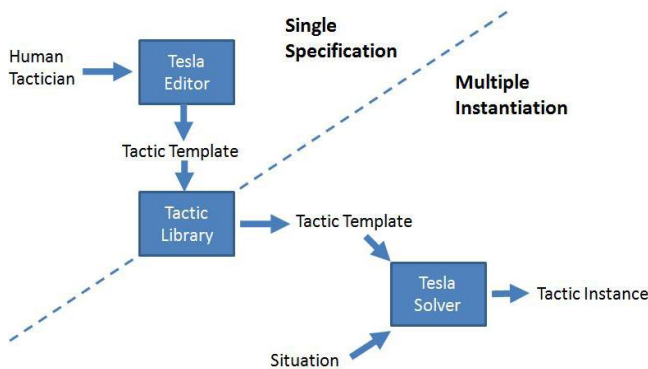 Single
Specification
Human
Tactician
Tesla
Editor
Multiple
Instantiation
Tactic Template
Tactic
Library
Tactic Template
Tesla
Solver
Tactic Instance
Situation